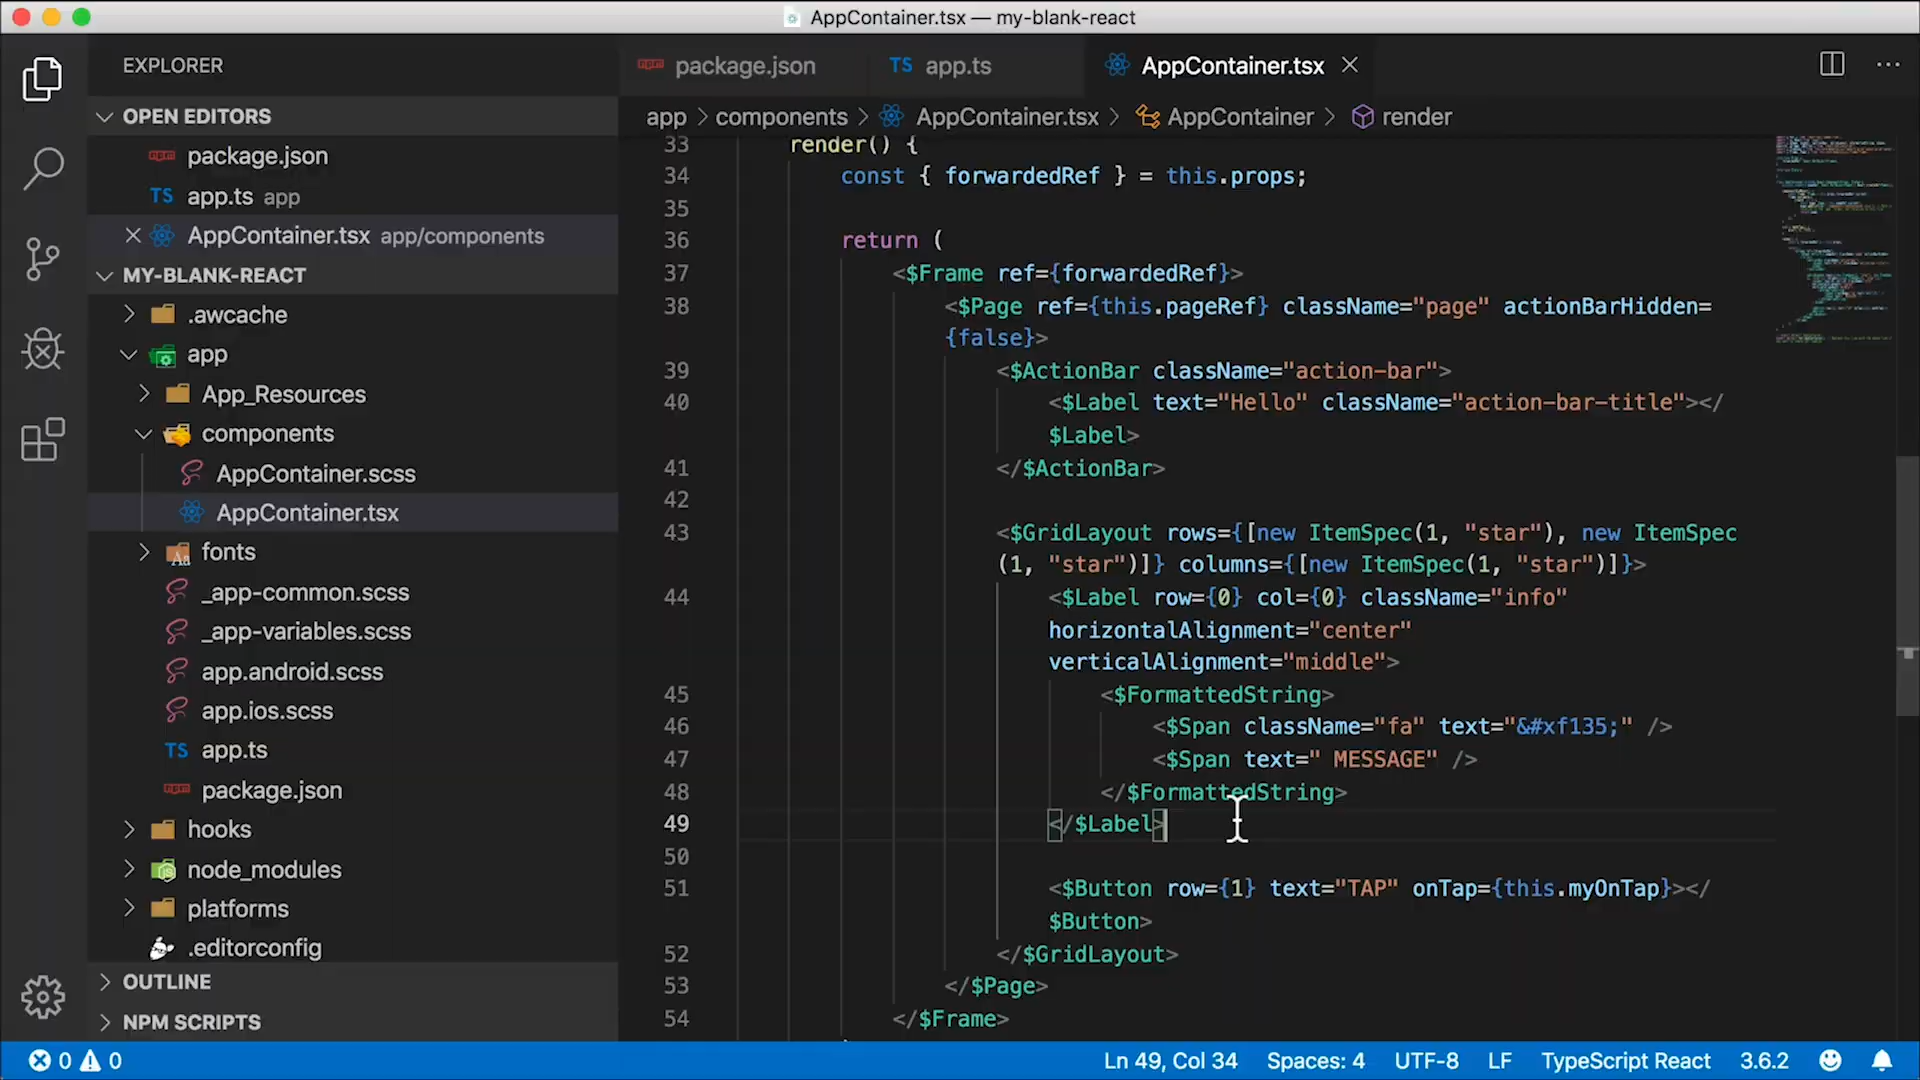 AppContainer.tsx — my-blank-react
EXPLORER
OPEN EDITORS
package.json
TS app.ts app
AppContainer.tsx app/components
MY-BLANK-REACT
.awcache
app
App_Resources
components
AppContainer.scss
AppContainer.tsx
fonts
_app-common.scss
_app-variables.scss
app.android.scss
app.ios.scss
TS app.ts
package.json
hooks
node_modules
platforms
.editorconfig
OUTLINE
NPM SCRIPTS
package.json TS app.ts AppContainer.tsx
app > components > AppContainer.tsx > AppContainer > render
33 render() {
34 const { forwardedRef } = this.props;
35
36 return (
37 <$Frame ref={forwardedRef}>
38 <$Page ref={this.pageRef} className="page" actionBarHidden=
{false}>
39 <$ActionBar className="action-bar">
40 <$Label text="Hello" className="action-bar-title"></
$Label>
41 </$ActionBar>
42
43 <$GridLayout rows={[new ItemSpec(1, "star"), new ItemSpec
(1, "star")]} columns={[new ItemSpec(1, "star")]}>
44 <$Label row={0} col={0} className="info"
horizontalAlignment="center"
verticalAlignment="middle">
45 <$FormattedString>
46 <$Span className="fa" text="&#xf135;" />
47 <$Span text=" MESSAGE" />
48 </$FormattedString>
49 </$Label>
50
51 <$Button row={1} text="TAP" onTap={this.myOnTap}></
$Button>
52 </$GridLayout>
53 </$Page>
54 </$Frame>
0 0 Ln 49, Col 34 Spaces: 4 UTF-8 LF TypeScript React 3.6.2